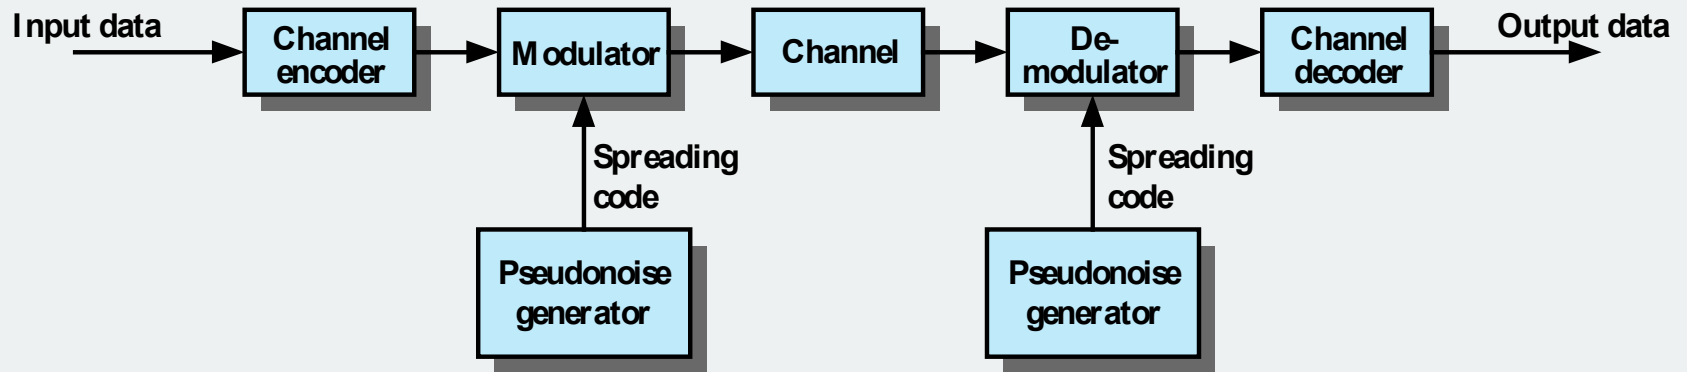 Input data
Channel
encoder
Modulator
Channel
De-
modulator
Channel
decoder
Output data
Spreading
code
Spreading
code
Pseudonoise
generator
Pseudonoise
generator